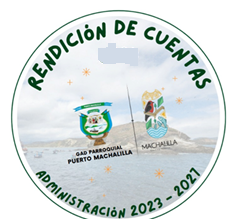 RENDICIÓN DE CUENTAS
GAD PARROQUIAL
PUERTO MACHALILLA
MACHALILLA
ADMINISTRACIÓN 2023 - 2027